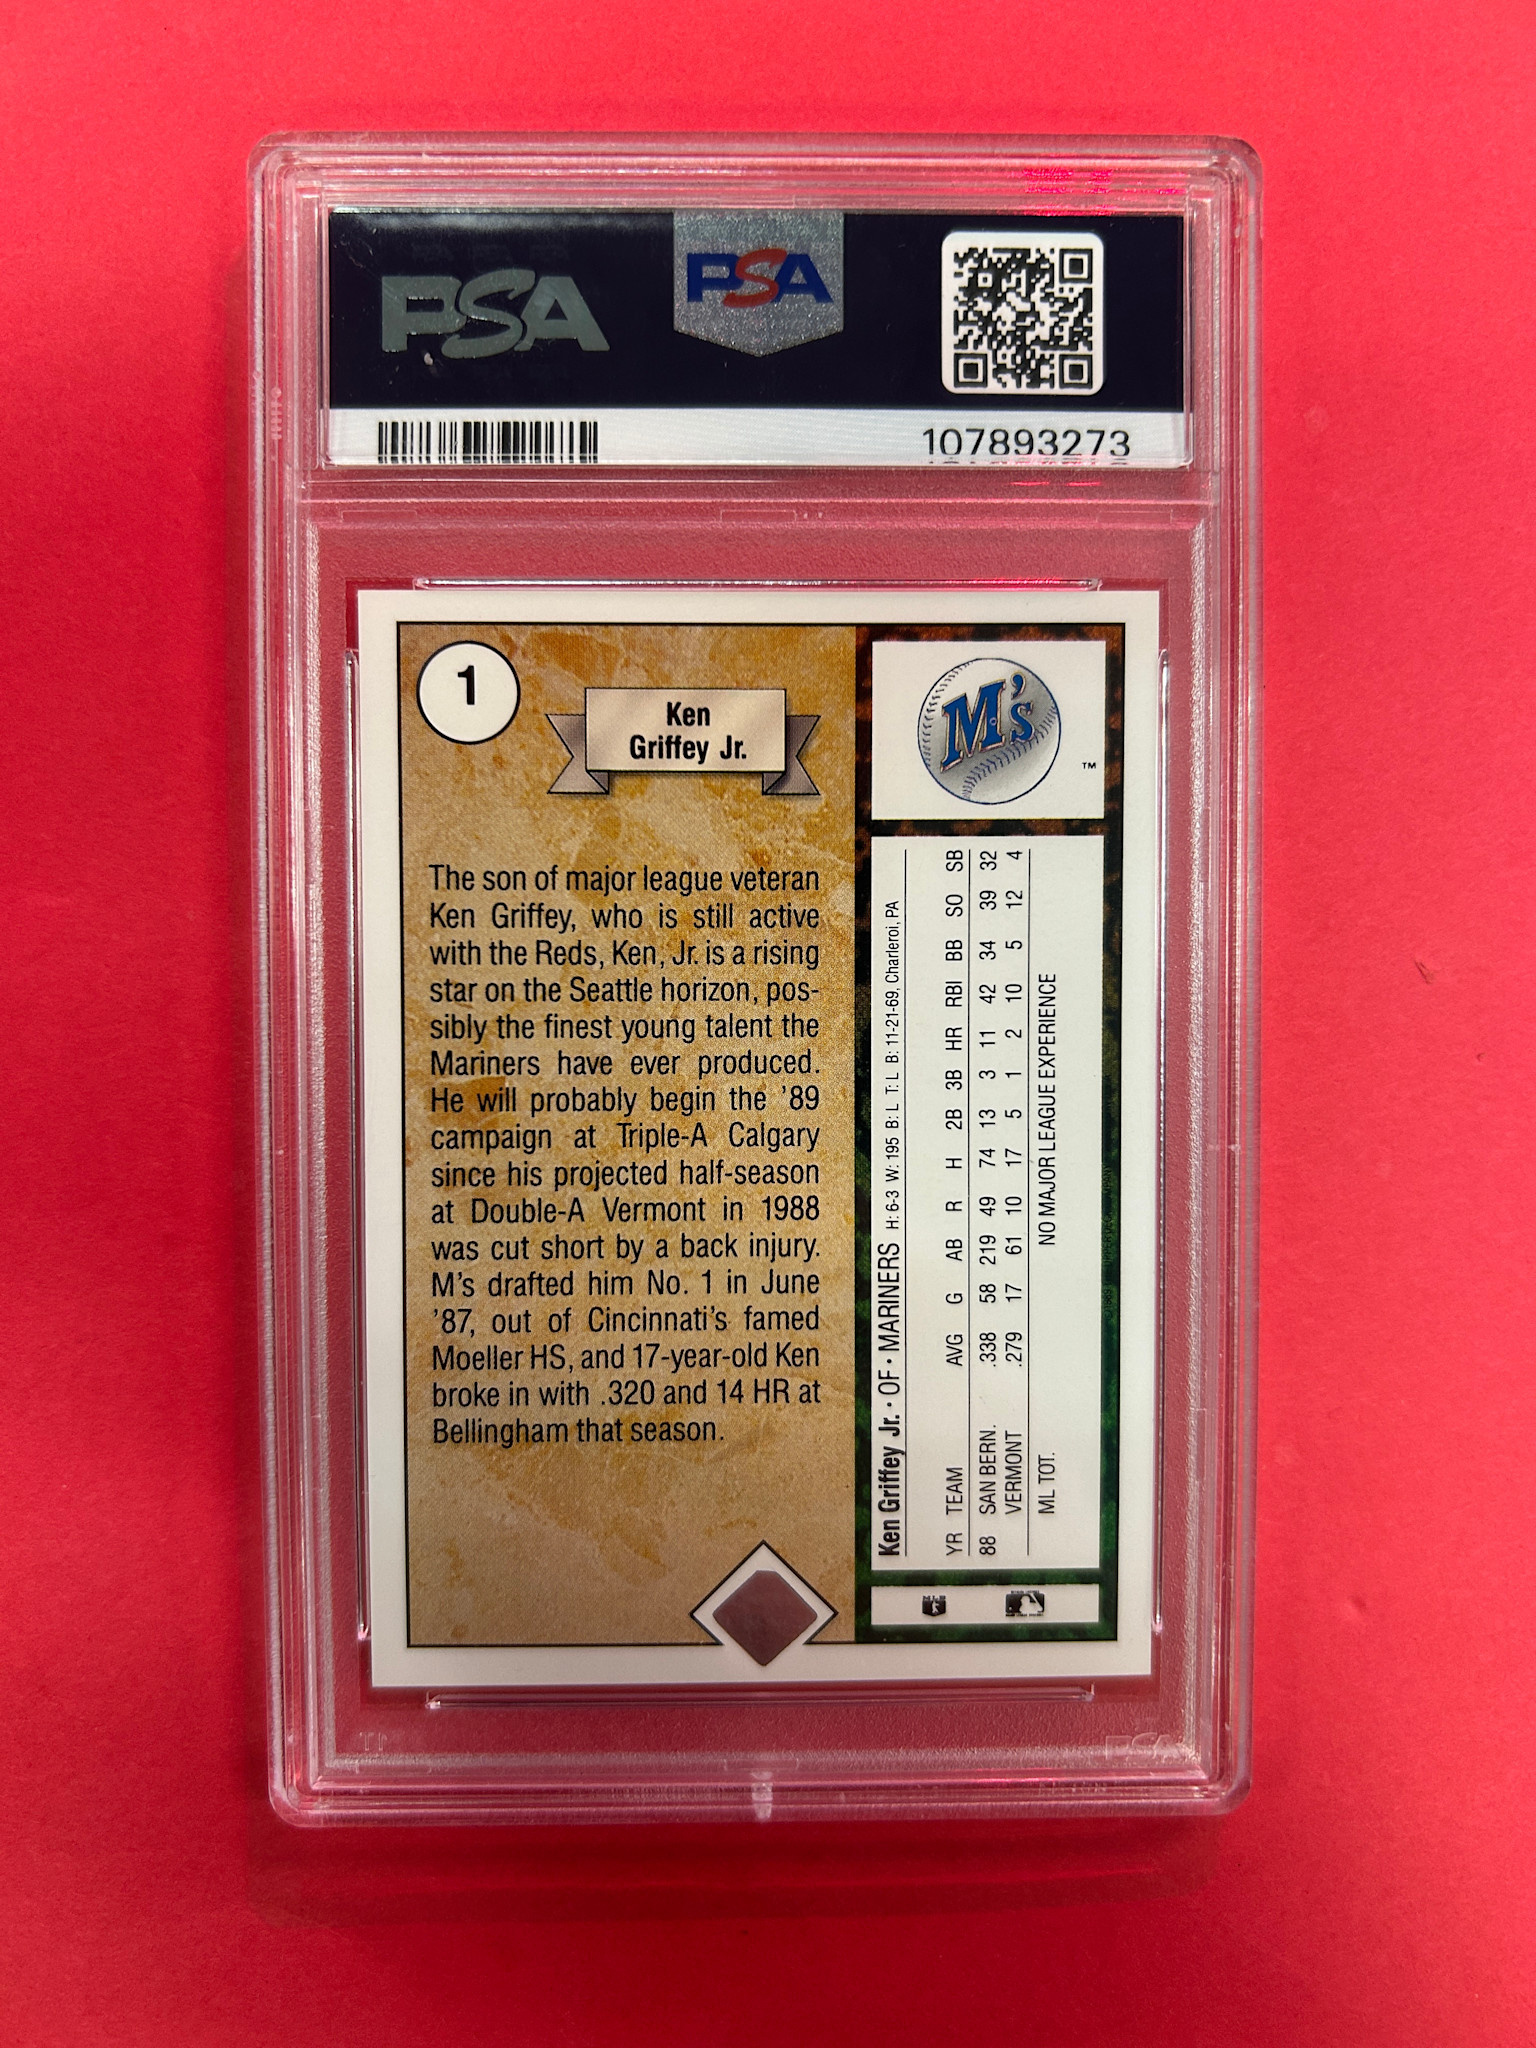 PSA
PSA
107893273
1
Ken
Griffey Jr.
The son of major league veteran
Ken Griffey, who is still active
with the Reds, Ken, Jr. is a rising
star on the Seattle horizon, pos-
sibly the finest young talent the
Mariners have ever produced.
He will probably begin the '89
campaign at Triple-A Calgary
since his projected half-season
at Double-A Vermont in 1988
was cut short by a back injury.
M's drafted him No. 1 in June
'87, out of Cincinnati's famed
Moeller HS, and 17-year-old Ken
broke in with .320 and 14 HR at
Bellingham that season.
M's
TM
Ken Griffey Jr. • OF • MARINERS H: 6-3 W: 195 B: L T: L B: 11-21-69, Charleroi, PA
YR TEAM AVG G AB R H 2B 3B HR RBI BB SO SB
88 SAN BERN. .338 58 219 49 74 13 3 11 42 34 39 32
VERMONT .279 17 61 10 17 5 1 2 10 5 12 4
ML TOT. NO MAJOR LEAGUE EXPERIENCE